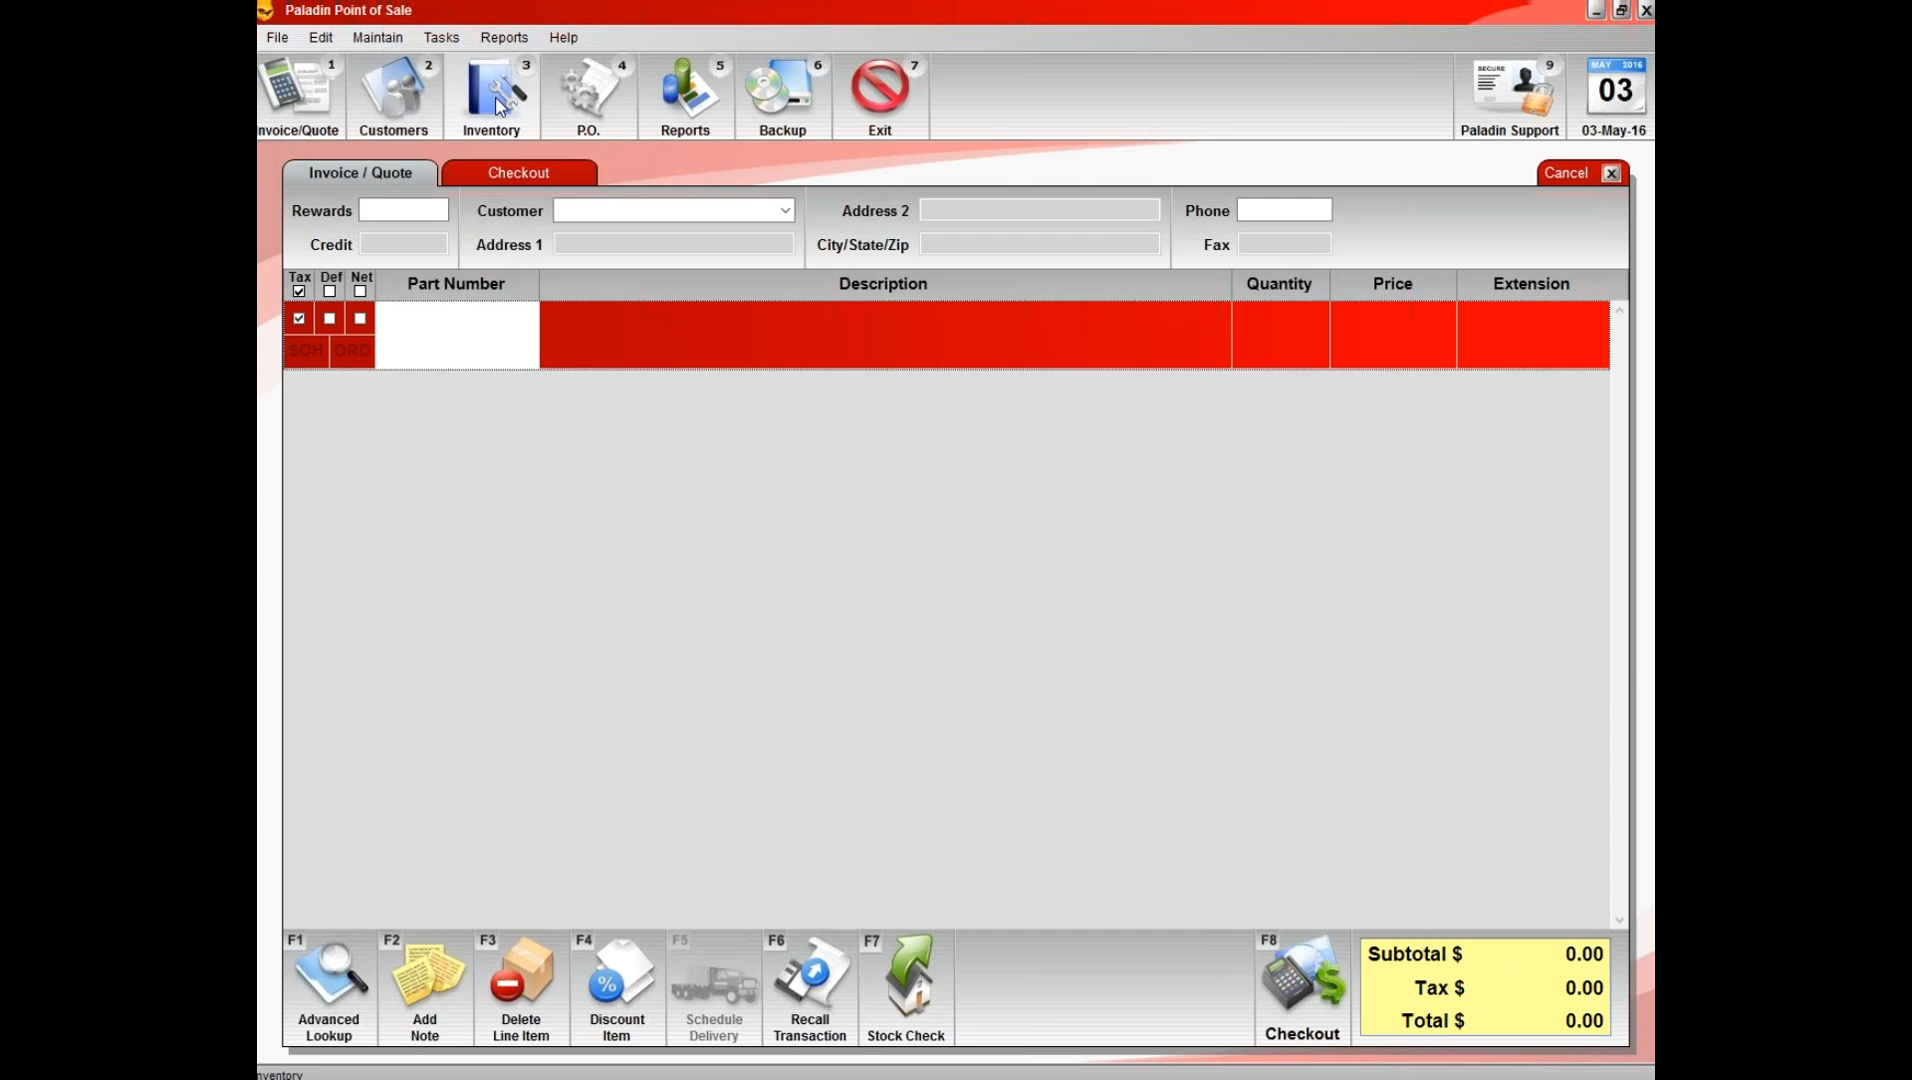 Paladin Point of Sale
File Edit Maintain Tasks Reports Help
1 2 3 4 5 6 7 9 MAY 2016
SECURE 03
nvoice/Quote Customers Inventory P.O. Reports Backup Exit Paladin Support 03-May-16
Invoice / Quote Checkout Cancel
Rewards Customer Address 2 Phone
Credit Address 1 City/State/Zip Fax
Tax Def Net Part Number Description Quantity Price Extension
SOH ORD
F1 F2 F3 F4 F5 F6 F7 F8
Subtotal $ 0.00
Tax $ 0.00
Total $ 0.00
Advanced Add Delete Discount Schedule Recall Stock Check Checkout
Lookup Note Line Item Item Delivery Transaction
nventory